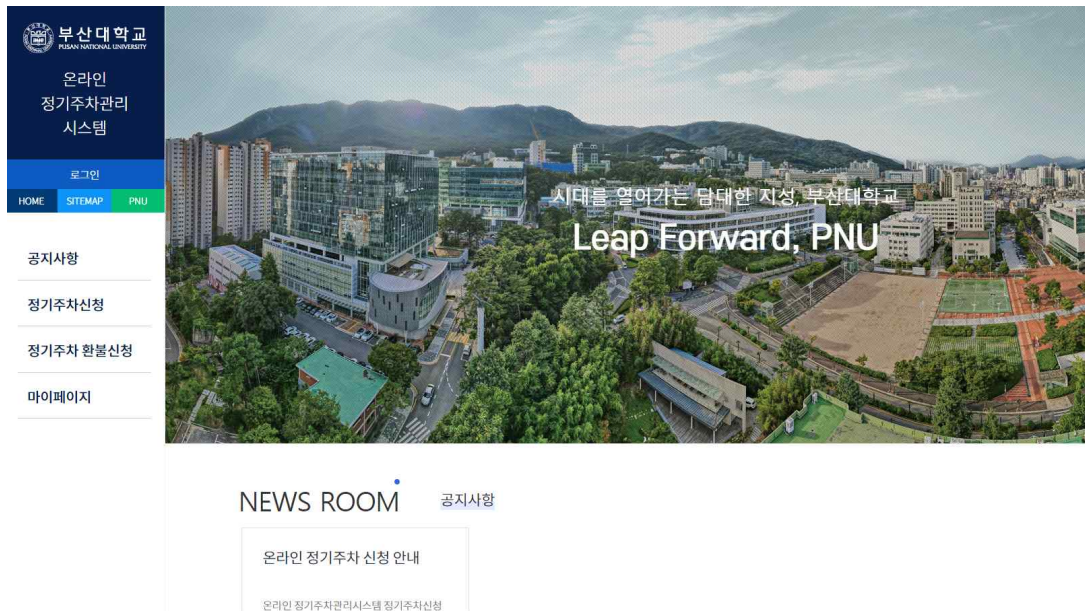 부산대학교
PUSAN NATIONAL UNIVERSITY
온라인
정기주차관리
시스템
로그인
HOME SITEMAP PNU
공지사항
정기주차신청
정기주차 환불신청
마이페이지
시대를 열어가는 담대한 지성, 부산대학교
Leap Forward, PNU
NEWS ROOM 공지사항
온라인 정기주차 신청 안내
온라인 정기주차관리시스템 정기주차신청